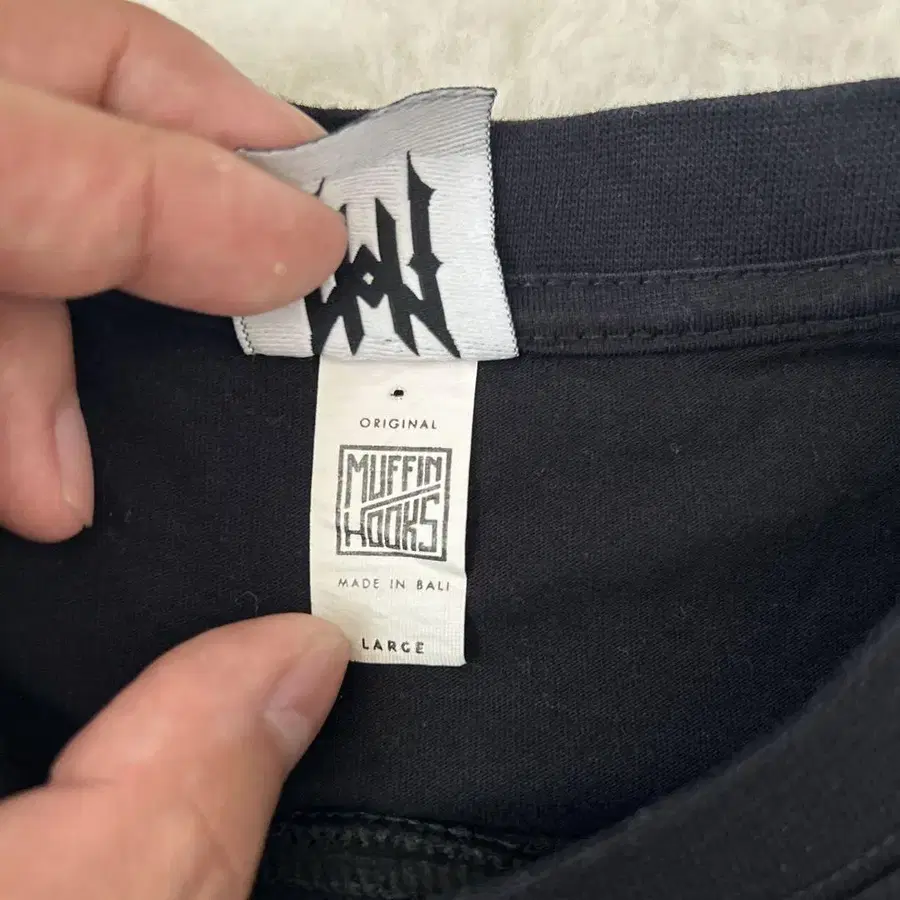 ORIGINAL
MUFFIN
HOOKS
MADE IN BALI
LARGE